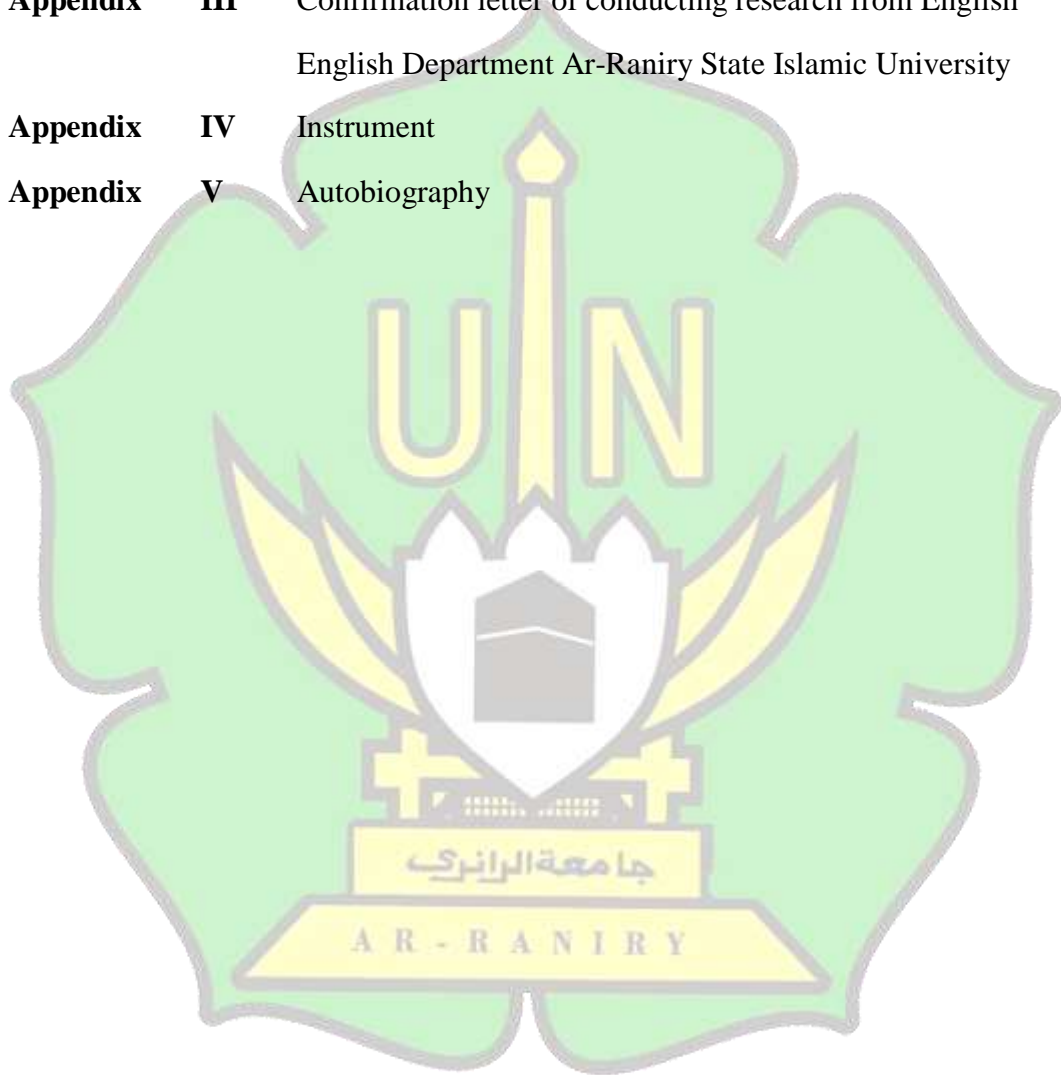 Appendix III Confirmation letter of conducting research from English
English Department Ar-Raniry State Islamic University
Appendix IV Instrument
Appendix V Autobiography
UIN
جامعة الرانري
AR-RANIRY